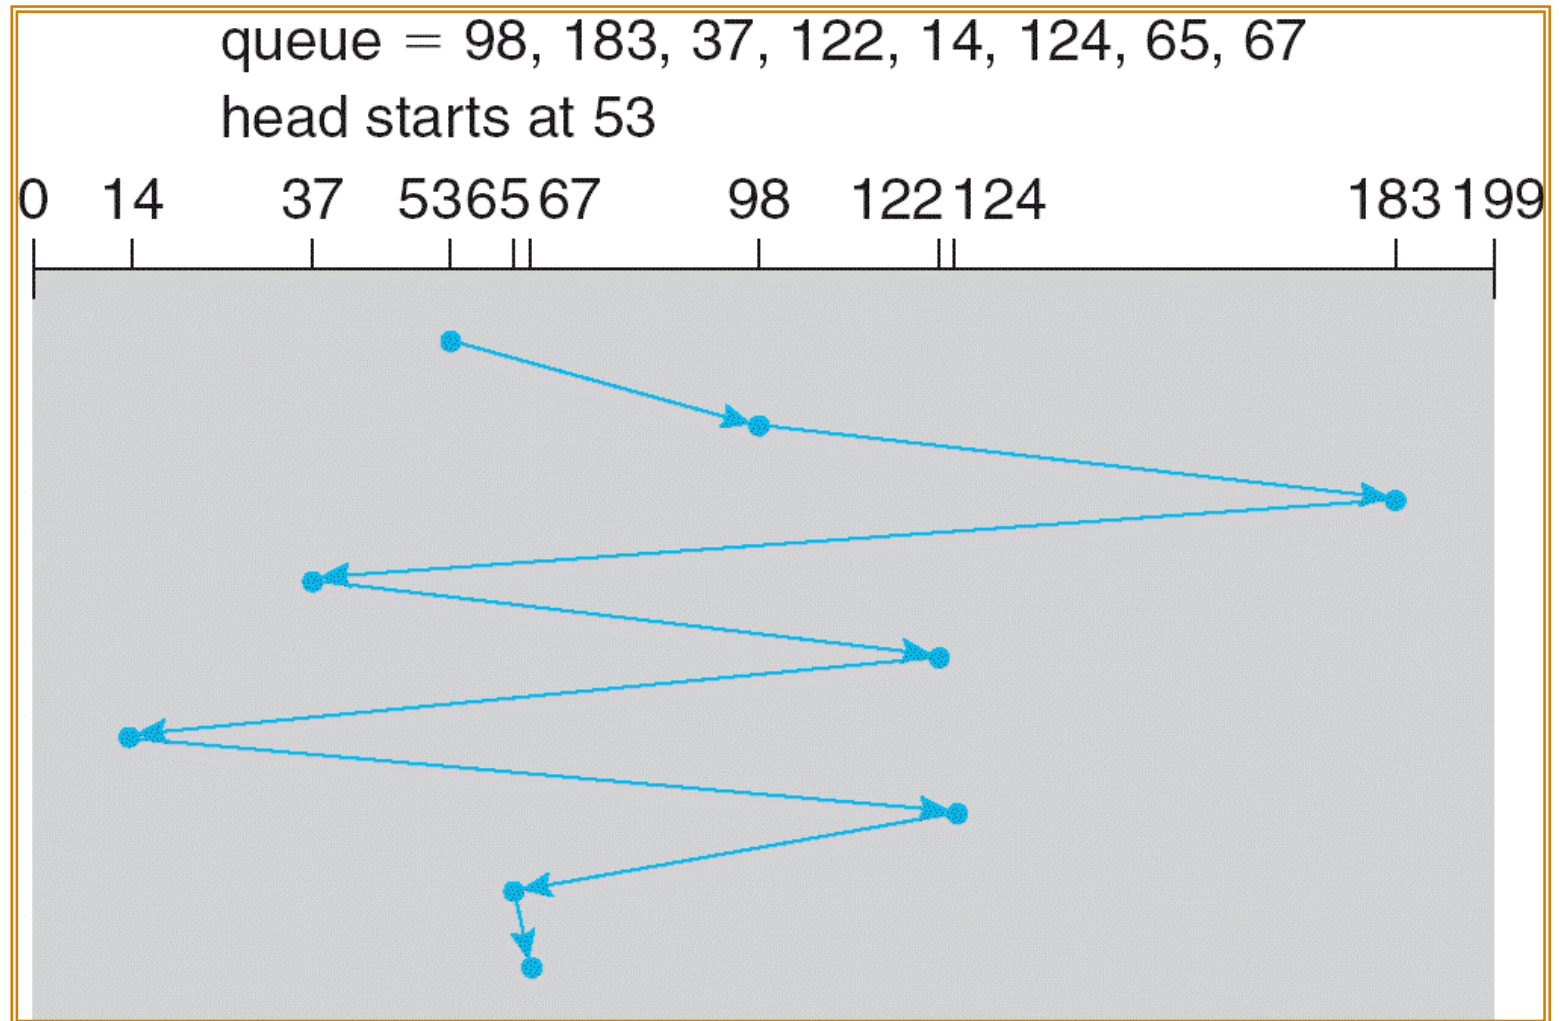 queue = 98, 183, 37, 122, 14, 124, 65, 67
head starts at 53
0 14 37 53 65 67 98 122 124 183 199